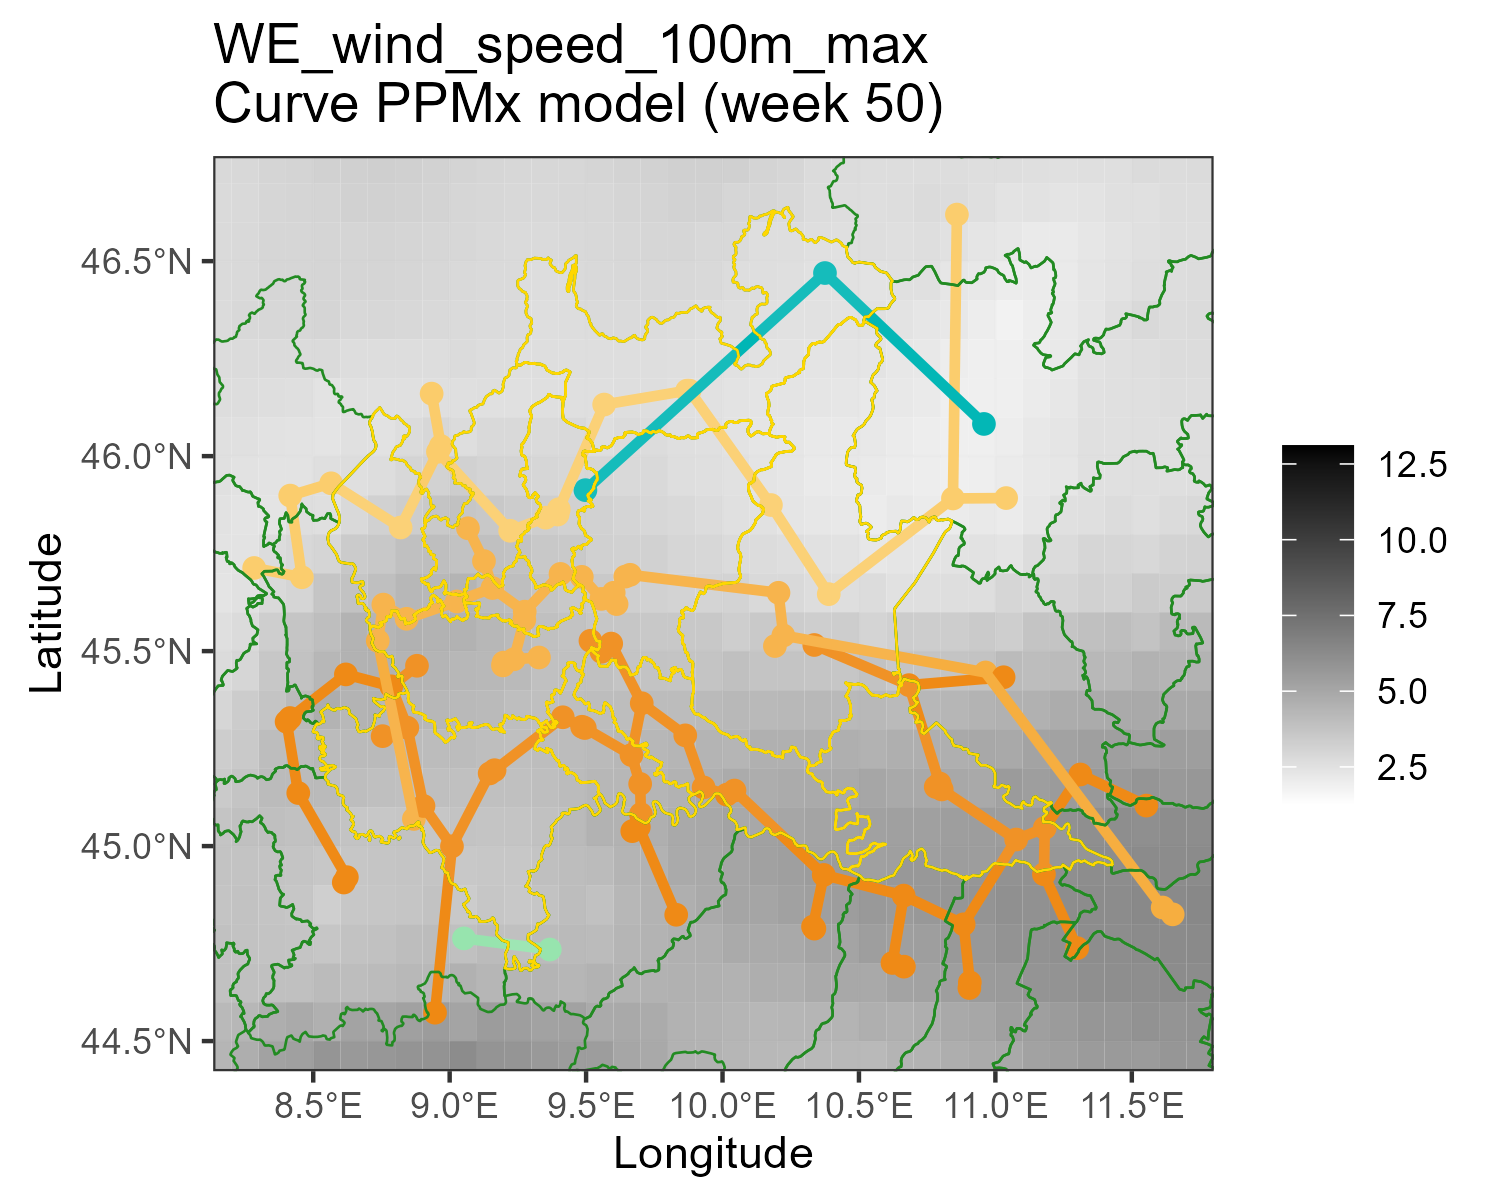 WE_wind_speed_100m_max
Curve PPMx model (week 50)
46.5°N
46.0°N
45.5°N
45.0°N
44.5°N
Latitude
8.5°E 9.0°E 9.5°E 10.0°E 10.5°E 11.0°E 11.5°E
Longitude
12.5
10.0
7.5
5.0
2.5